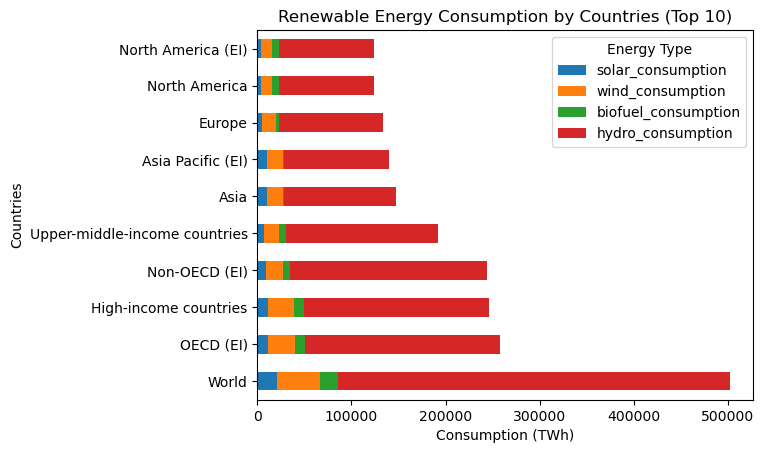 Renewable Energy Consumption by Countries (Top 10)
Energy Type
solar_consumption
wind_consumption
biofuel_consumption
hydro_consumption
Countries
North America (EI)
North America
Europe
Asia Pacific (EI)
Asia
Upper-middle-income countries
Non-OECD (EI)
High-income countries
OECD (EI)
World
0 100000 200000 300000 400000 500000
Consumption (TWh)